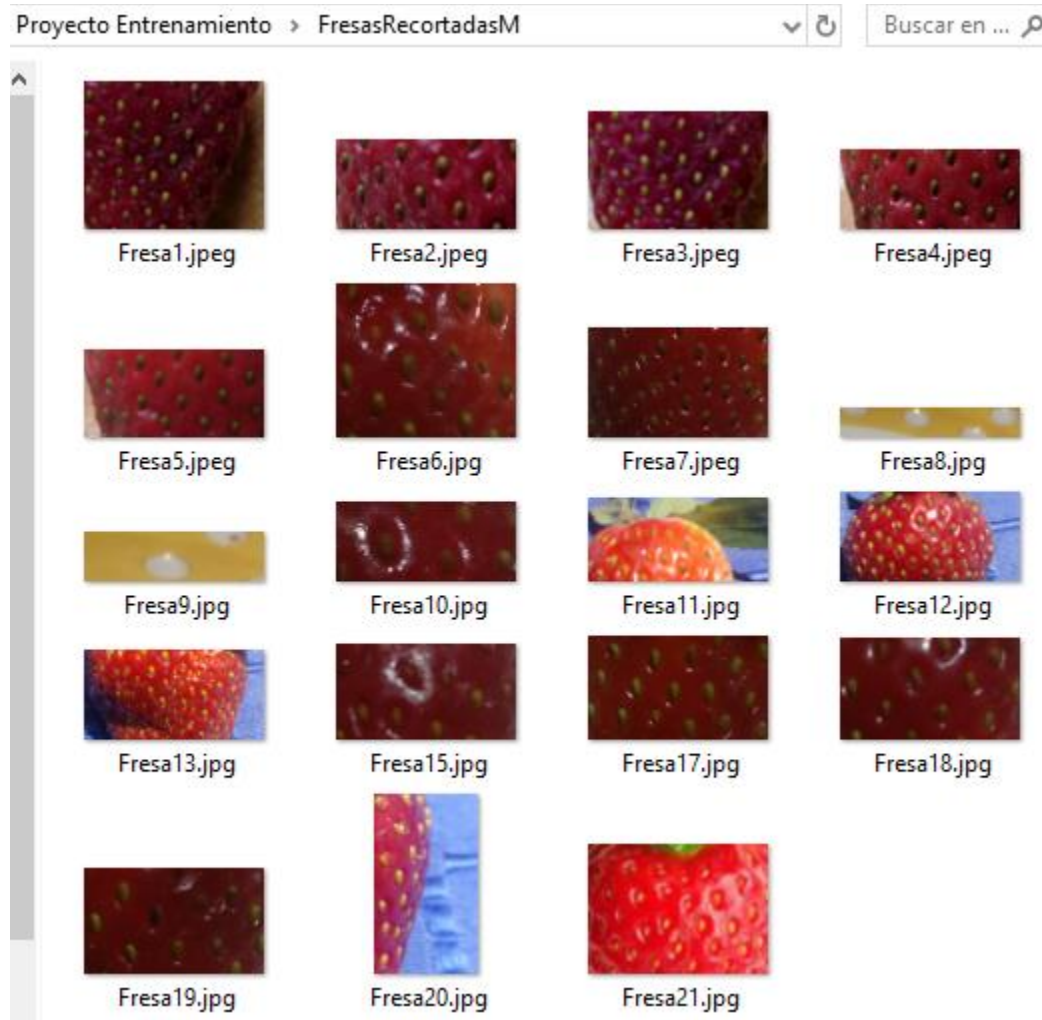 Proyecto Entrenamiento > FresasRecortadasM
Buscar en ...
Fresa1.jpeg
Fresa2.jpeg
Fresa3.jpeg
Fresa4.jpeg
Fresa5.jpeg
Fresa6.jpg
Fresa7.jpeg
Fresa8.jpg
Fresa9.jpg
Fresa10.jpg
Fresa11.jpg
Fresa12.jpg
Fresa13.jpg
Fresa15.jpg
Fresa17.jpg
Fresa18.jpg
Fresa19.jpg
Fresa20.jpg
Fresa21.jpg